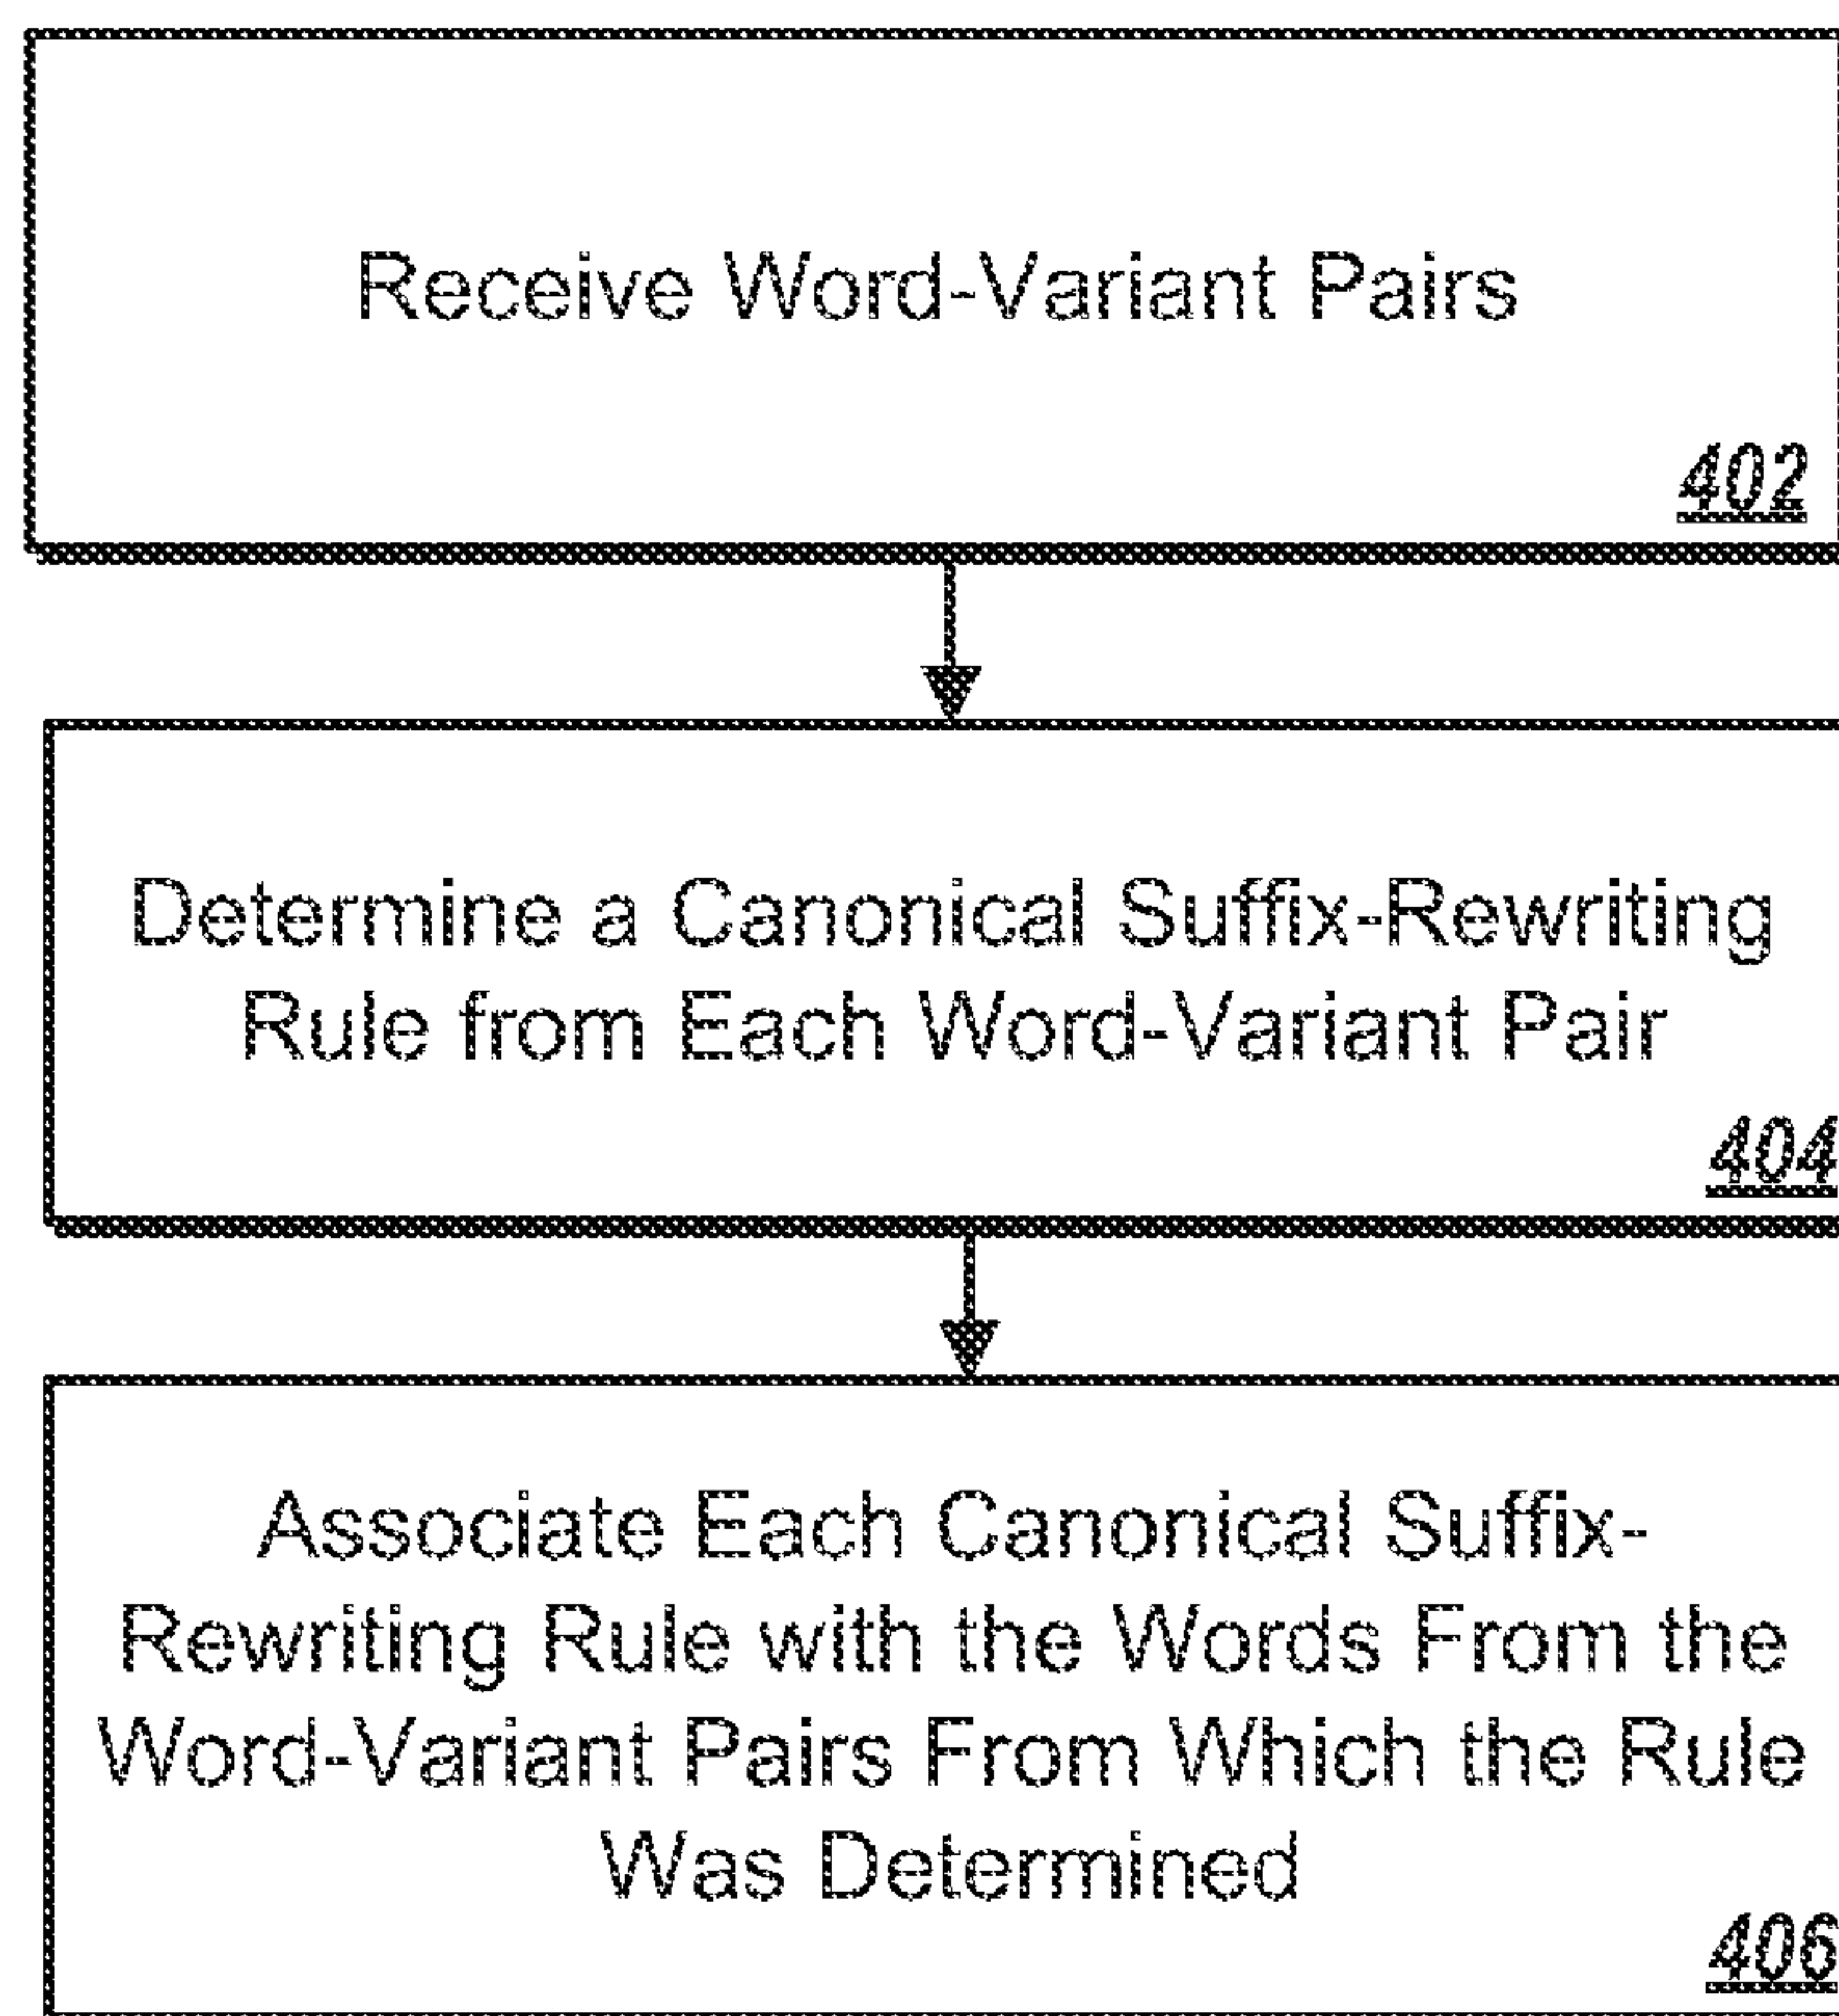 Receive Word-Variant Pairs
402
Determine a Canonical Suffix-Rewriting
Rule from Each Word-Variant Pair
404
Associate Each Canonical Suffix-
Rewriting Rule with the Words From the
Word-Variant Pairs From Which the Rule
Was Determined
406